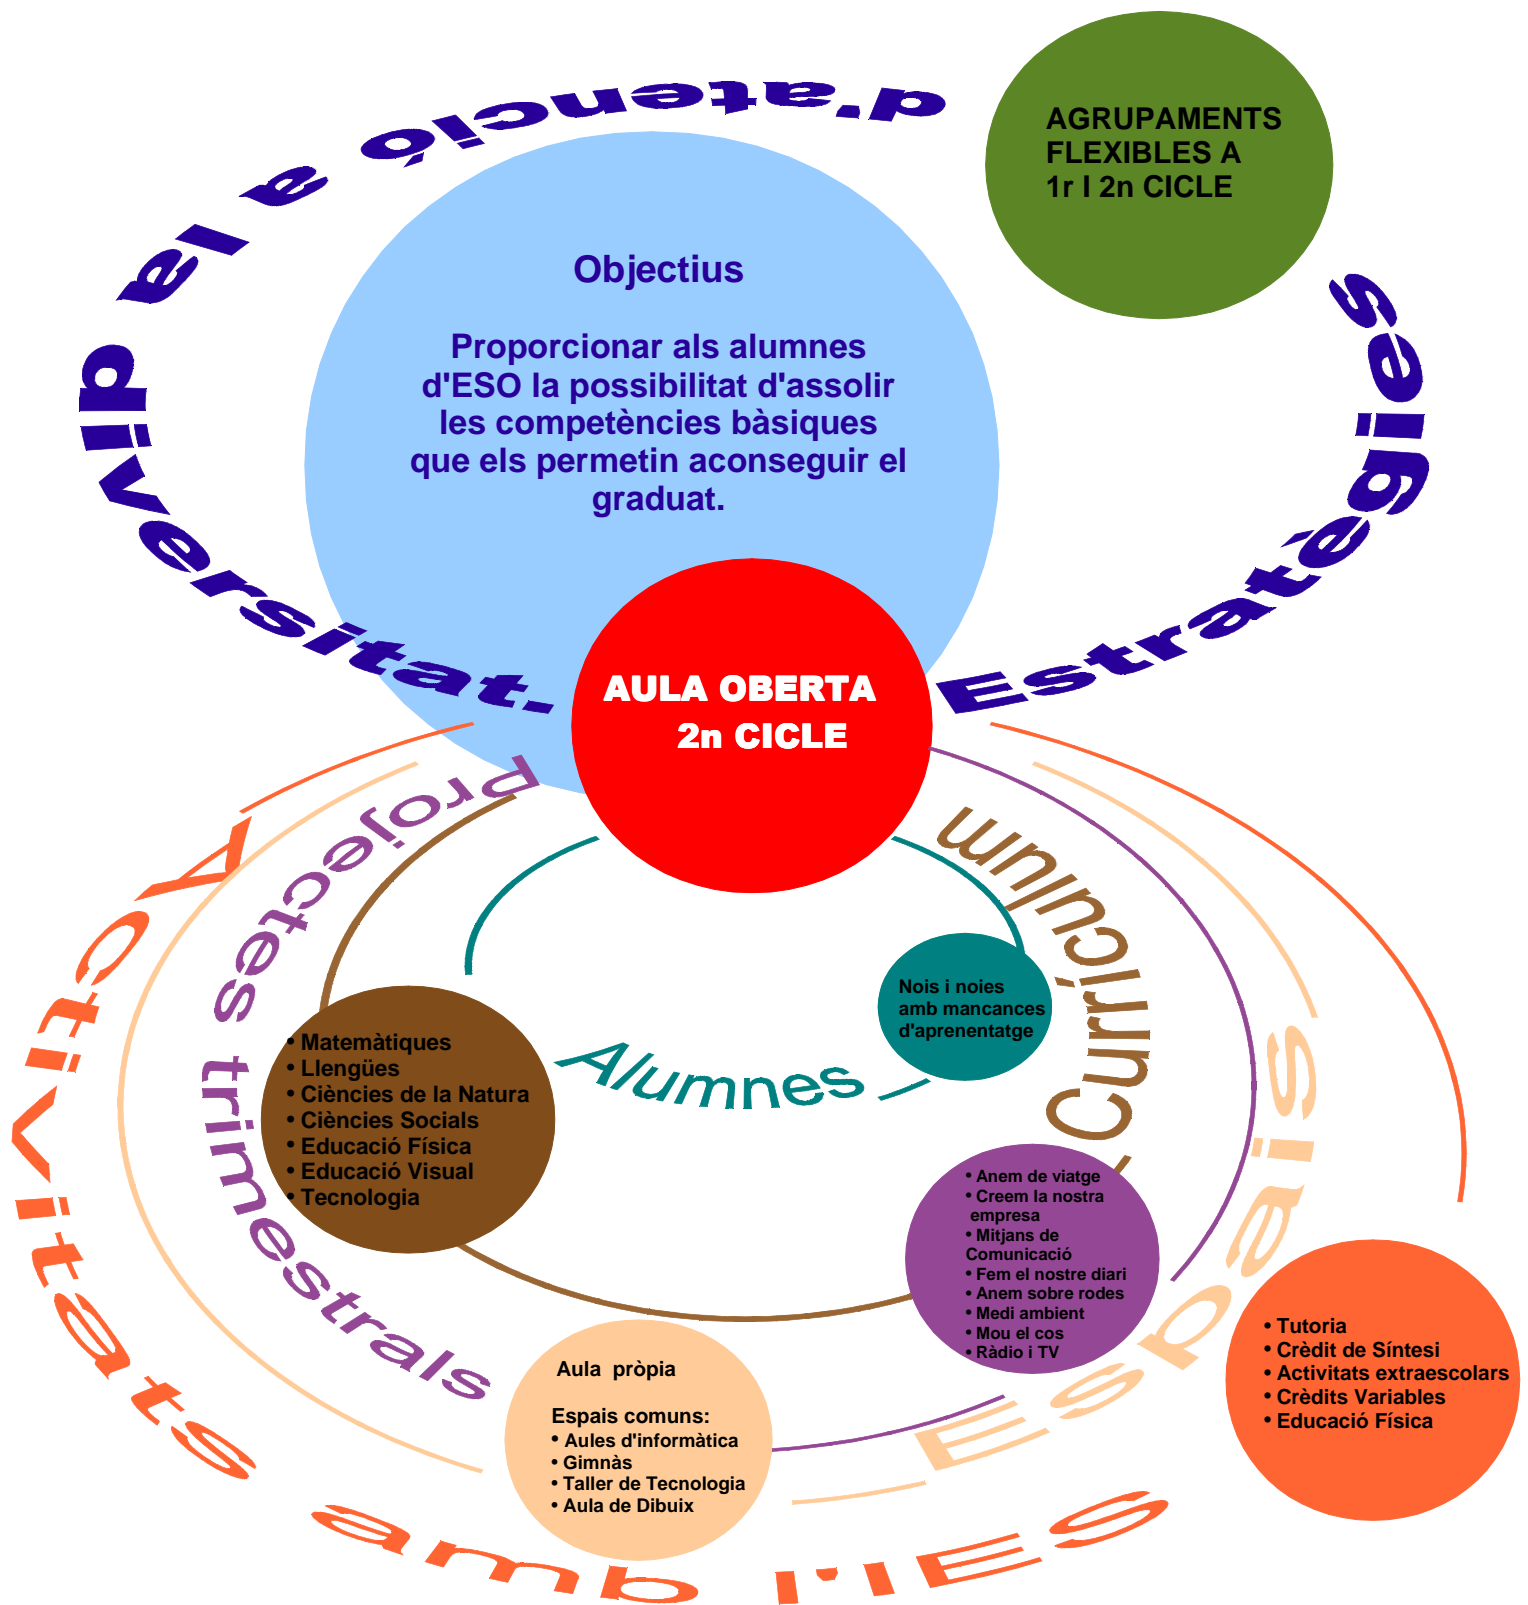 Estratègies d'atenció a la diversitat.
AGRUPAMENTS
FLEXIBLES A
1r I 2n CICLE
Objectius
Proporcionar als alumnes
d'ESO la possibilitat d'assolir
les competències bàsiques
que els permetin aconseguir el
graduat.
AULA OBERTA
2n CICLE
Alumnes
Nois i noies
amb mancances
d'aprenentatge
Currículum
• Matemàtiques
• Llengües
• Ciències de la Natura
• Ciències Socials
• Educació Física
• Educació Visual
• Tecnologia
Projectes trimestrals
• Anem de viatge
• Creem la nostra
empresa
• Mitjans de
Comunicació
• Fem el nostre diari
• Anem sobre rodes
• Medi ambient
• Mou el cos
• Ràdio i TV
Espais
Aula pròpia
Espais comuns:
• Aules d'informàtica
• Gimnàs
• Taller de Tecnologia
• Aula de Dibuix
Activitats amb l'IES
• Tutoria
• Crèdit de Síntesi
• Activitats extraescolars
• Crèdits Variables
• Educació Física